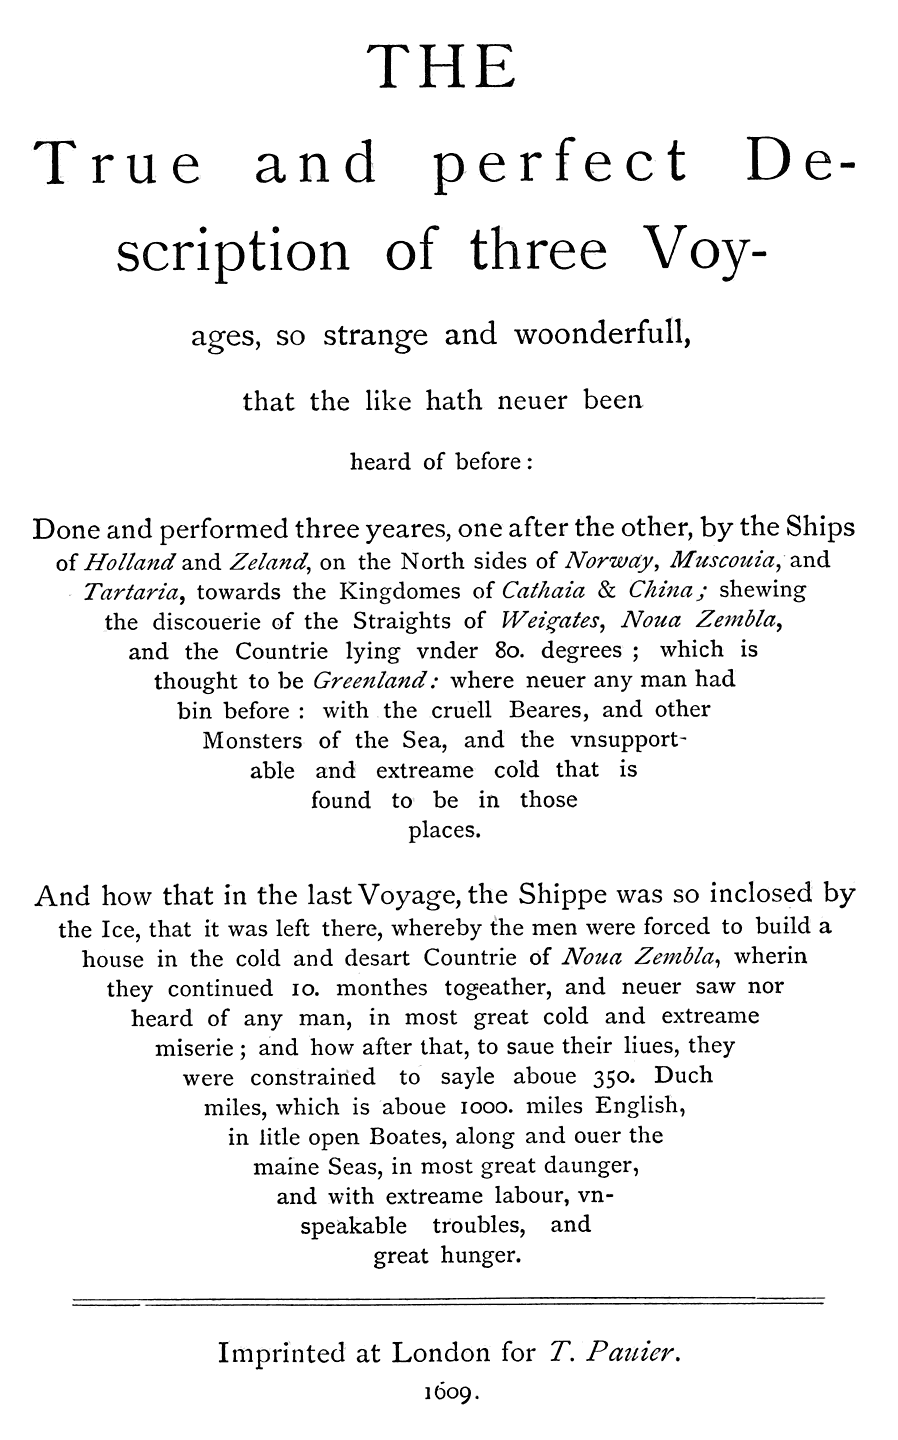 THE
True and perfect De-
scription of three Voy-
ages, so strange and woonderfull,
that the like hath neuer been
heard of before :
Done and performed three yeares, one after the other, by the Ships
of Holland and Zeland, on the North sides of Norway, Muscouia, and
Tartaria, towards the Kingdomes of Cathaia & China; shewing
the discouerie of the Straights of Weigates, Noua Zembla,
and the Countrie lying vnder 80. degrees ; which is
thought to be Greenland: where neuer any man had
bin before : with the cruell Beares, and other
Monsters of the Sea, and the vnsupport-
able and extreame cold that is
found to be in those
places.
And how that in the last Voyage, the Shippe was so inclosed by
the Ice, that it was left there, whereby the men were forced to build a
house in the cold and desart Countrie of Noua Zembla, wherin
they continued 10. monthes togeather, and neuer saw nor
heard of any man, in most great cold and extreame
miserie ; and how after that, to saue their liues, they
were constrained to sayle aboue 350. Duch
miles, which is aboue 1000. miles English,
in litle open Boates, along and ouer the
maine Seas, in most great daunger,
and with extreame labour, vn-
speakable troubles, and
great hunger.
Imprinted at London for T. Pauier.
1609.